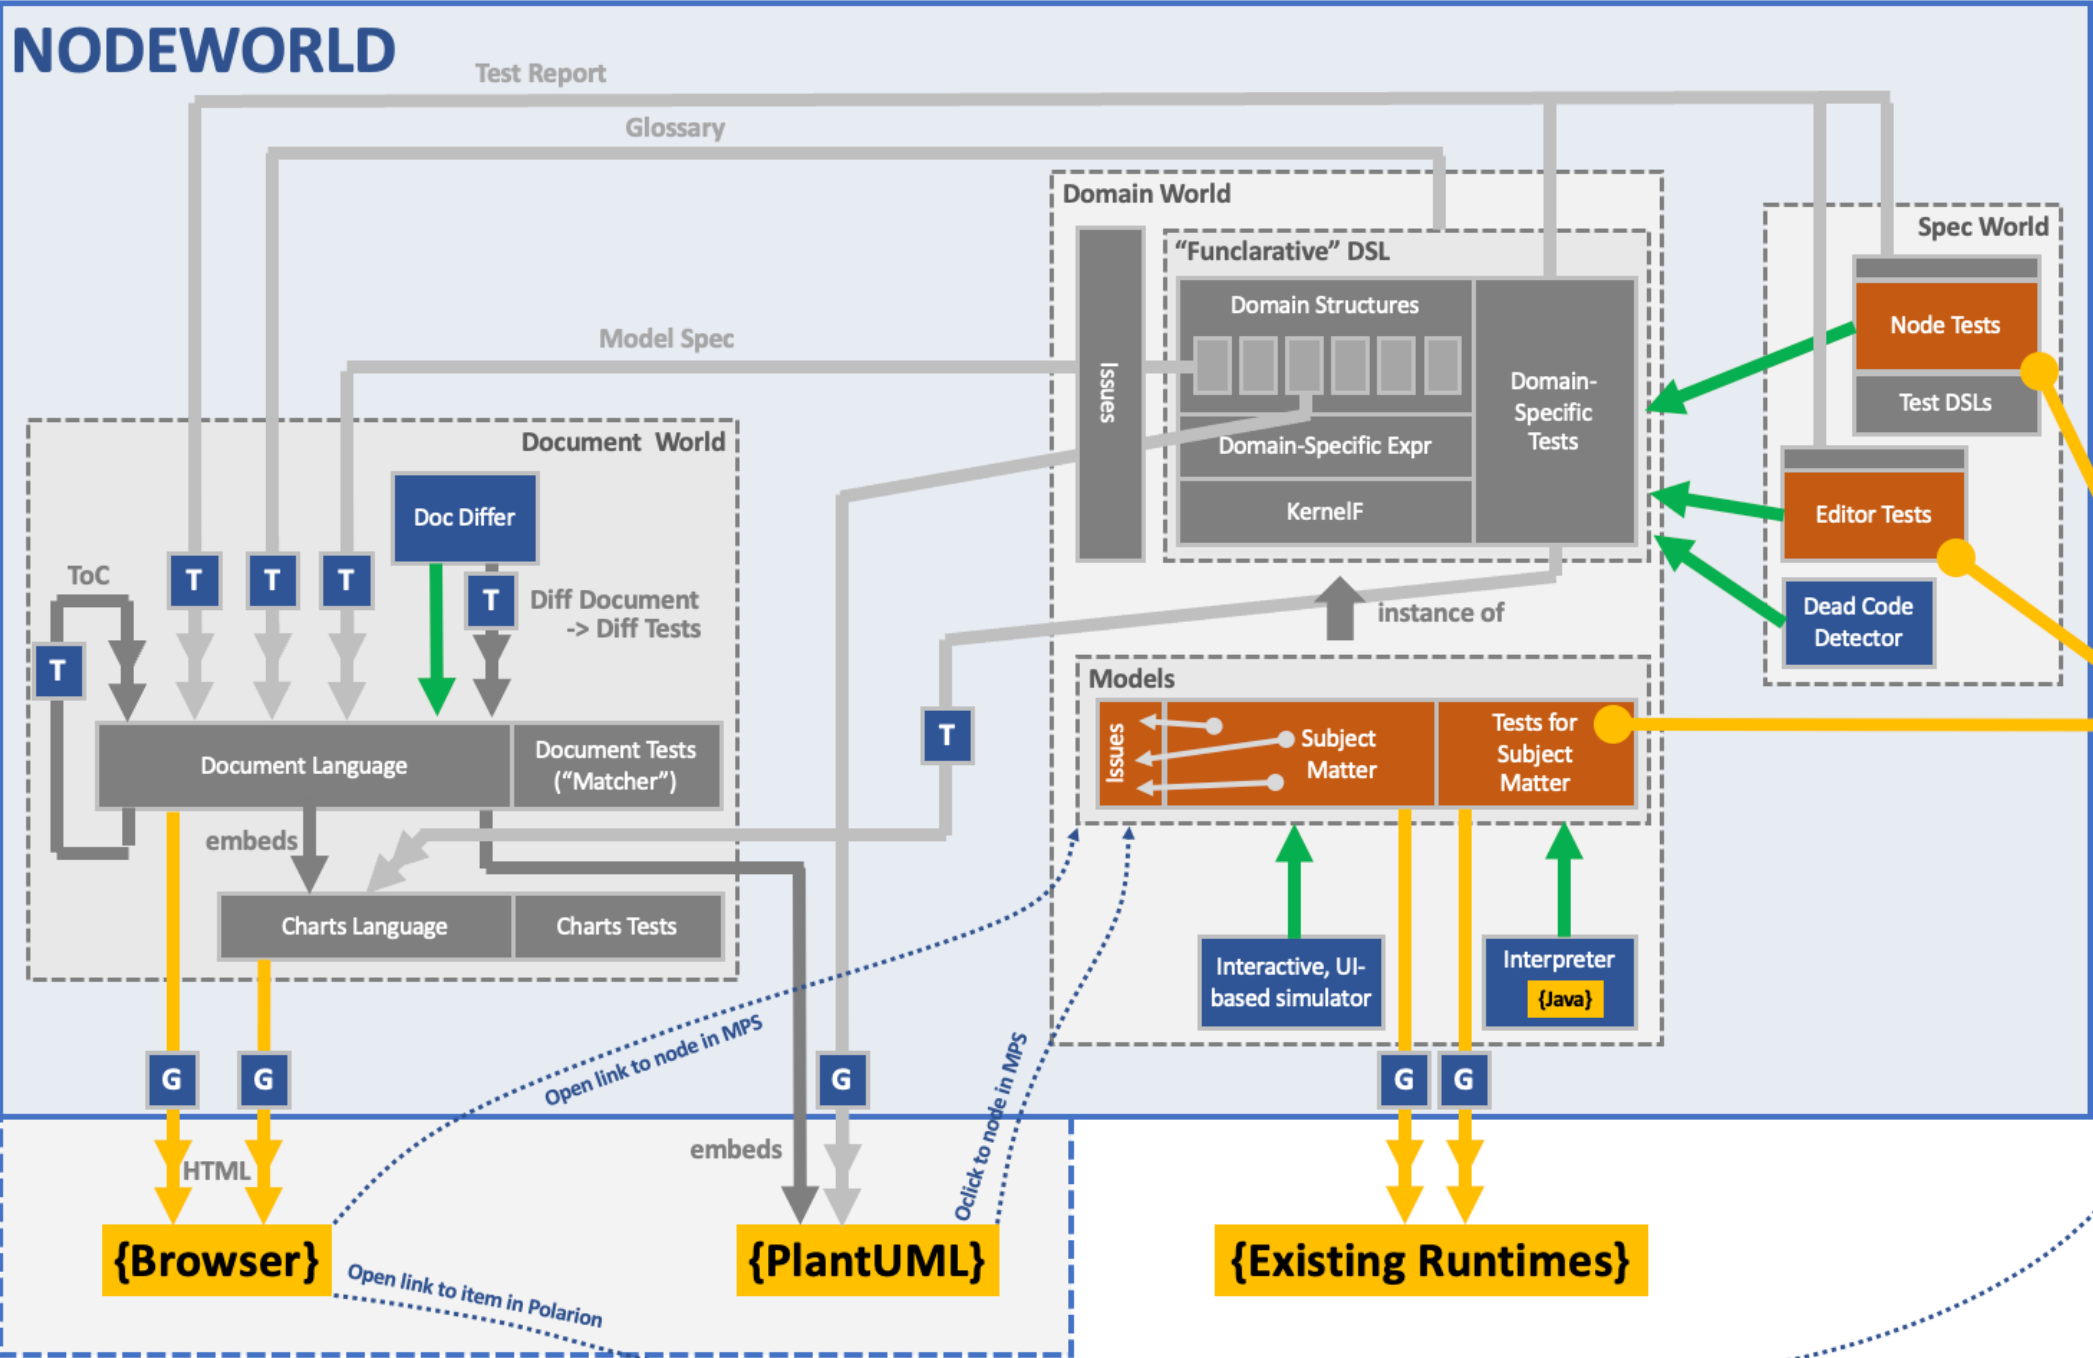 NODEWORLD
Test Report
Glossary
Model Spec
Domain World
Issues
“Funclarative” DSL
Domain Structures
Domain-Specific Expr
KernelF
Domain-
Specific
Tests
Spec World
Node Tests
Test DSLs
Editor Tests
Dead Code
Detector
Document  World
Doc Differ
ToC
T
T
T
T
T
Diff Document
-> Diff Tests
Document Language
Document Tests
(“Matcher”)
embeds
Charts Language
Charts Tests
T
instance of
Models
Issues
Subject
Matter
Tests for
Subject
Matter
Interactive, UI-
based simulator
Interpreter
{Java}
Open link to node in MPS
Oclick to node in MPS
G
G
G
G
G
HTML
embeds
{Browser}
{PlantUML}
{Existing Runtimes}
Open link to item in Polarion